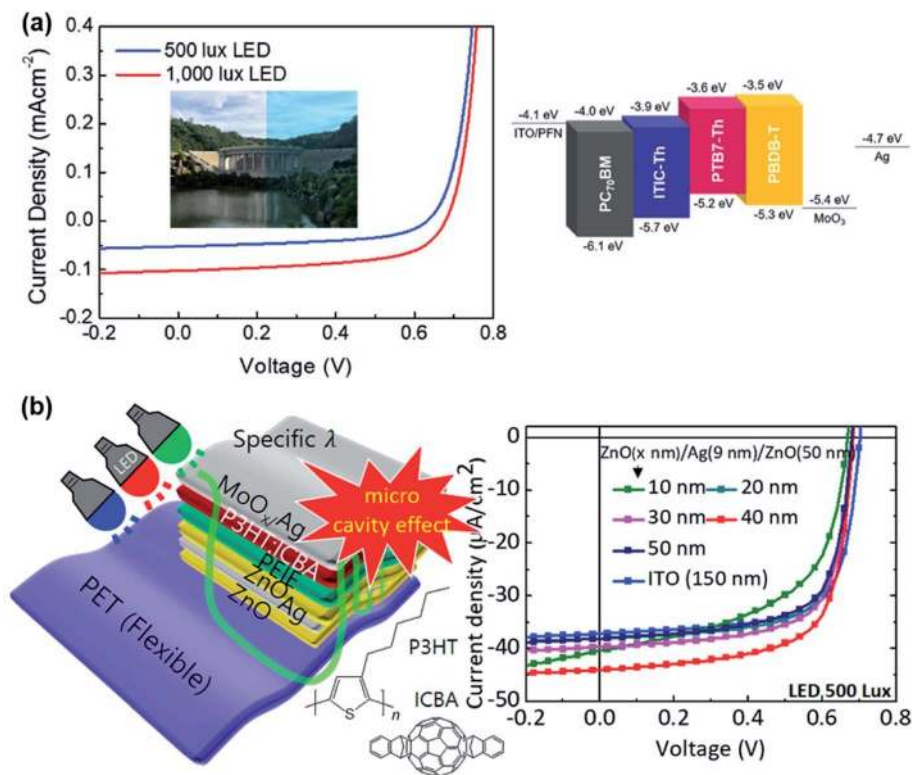 (a)
Current Density (mAcm⁻²)
0.4
0.3
0.2
0.1
0.0
-0.1
-0.2
500 lux LED
1,000 lux LED
-0.2 0.0 0.2 0.4 0.6 0.8
Voltage (V)
-4.1 eV
ITO/PFN
-4.0 eV
PC₇₀BM
-6.1 eV
-3.9 eV
ITIC-Th
-5.7 eV
-3.6 eV
PTB7-Th
-5.2 eV
-3.5 eV
PBDB-T
-5.3 eV
-5.4 eV
MoO₃
-4.7 eV
Ag
(b)
LED
Specific λ
MoOₓ/Ag
P3HT:ICBA
PEIE
ZnO
Ag
ZnO
PET (Flexible)
micro
cavity effect
P3HT
S
n
ICBA
Current density (μA/cm²)
0
-10
-20
-30
-40
-50
ZnO(x nm)/Ag(9 nm)/ZnO(50 nm)
10 nm 20 nm
30 nm 40 nm
50 nm
ITO (150 nm)
LED,500 Lux
-0.2 0.0 0.2 0.4 0.6 0.8
Voltage (V)